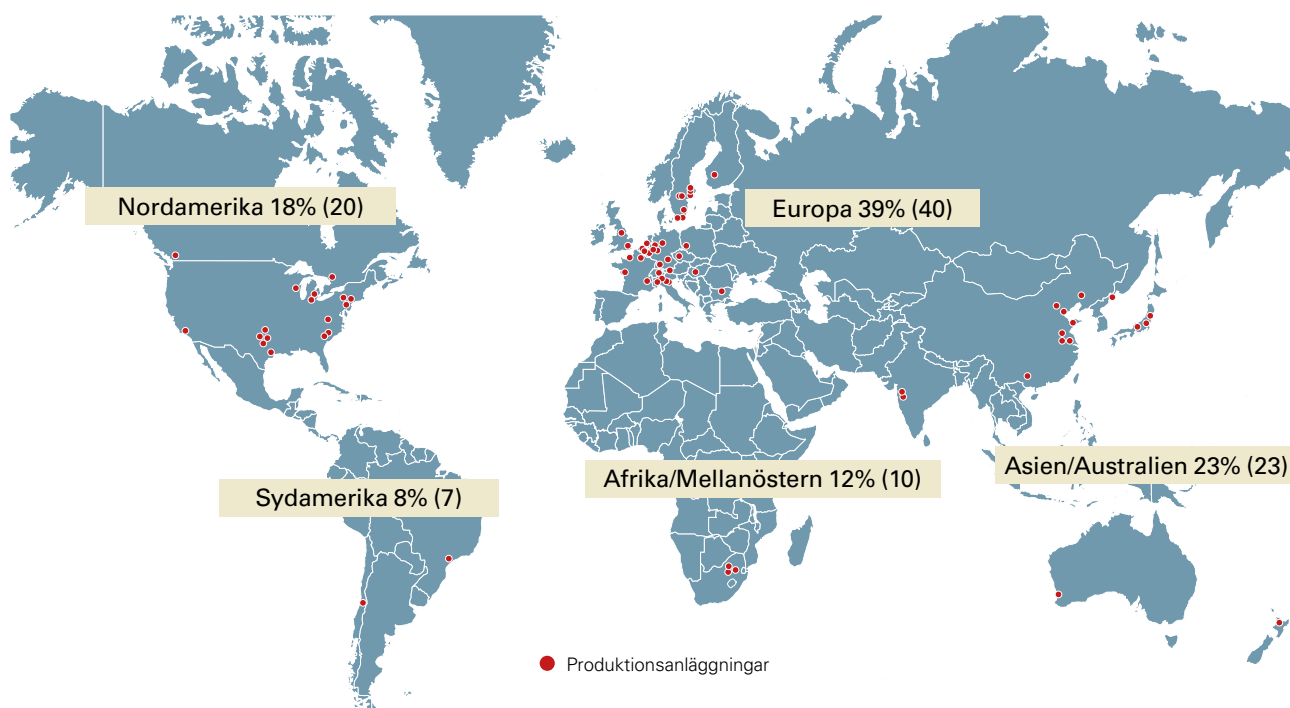 Nordamerika 18% (20)
Europa 39% (40)
Asien/Australien 23% (23)
Afrika/Mellanöstern 12% (10)
Sydamerika 8% (7)
Produktionsanläggningar